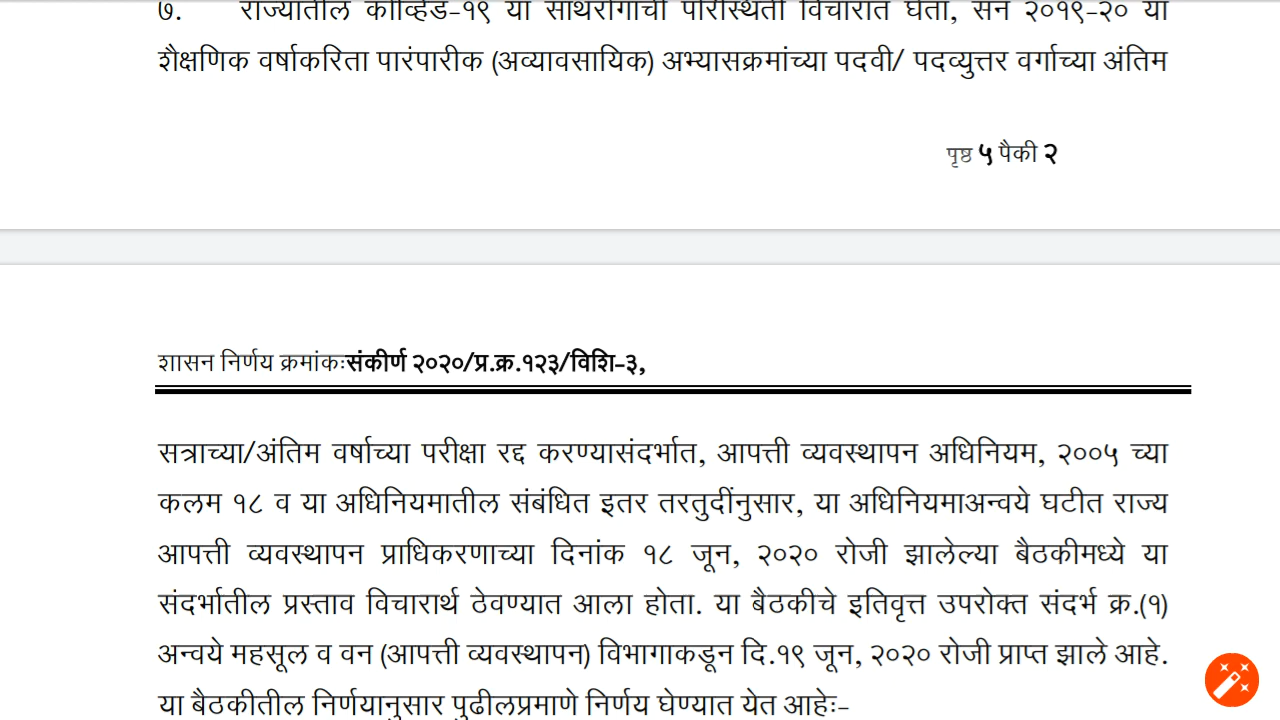 ७. राज्यातील कोव्हिड-१९ या साथरोगाची परिस्थिती विचारात घेता, सन २०१९-२० या
शैक्षणिक वर्षाकरिता पारंपारीक (अव्यावसायिक) अभ्यासक्रमांच्या पदवी/ पदव्युत्तर वर्गाच्या अंतिम
पृष्ठ ५ पैकी २
शासन निर्णय क्रमांकः संकीर्ण २०२०/प्र.क्र.१२३/विशि-३,
सत्राच्या/अंतिम वर्षाच्या परीक्षा रद्द करण्यासंदर्भात, आपत्ती व्यवस्थापन अधिनियम, २००५ च्या
कलम १८ व या अधिनियमातील संबंधित इतर तरतुदींनुसार, या अधिनियमाअन्वये घटीत राज्य
आपत्ती व्यवस्थापन प्राधिकरणाच्या दिनांक १८ जून, २०२० रोजी झालेल्या बैठकीमध्ये या
संदर्भातील प्रस्ताव विचारार्थ ठेवण्यात आला होता. या बैठकीचे इतिवृत्त उपरोक्त संदर्भ क्र.(१)
अन्वये महसूल व वन (आपत्ती व्यवस्थापन) विभागाकडून दि.१९ जून, २०२० रोजी प्राप्त झाले आहे.
या बैठकीतील निर्णयानुसार पुढीलप्रमाणे निर्णय घेण्यात येत आहेः-